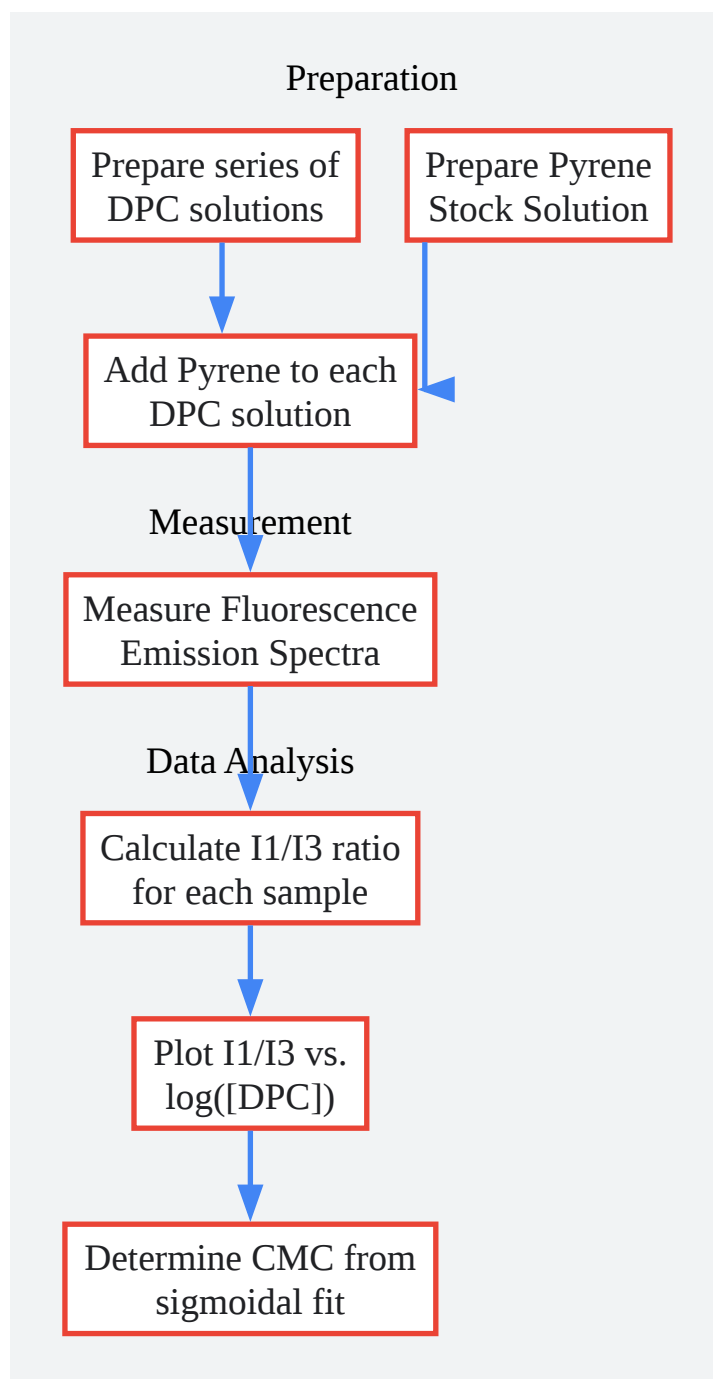 Preparation
Prepare series of
DPC solutions
Prepare Pyrene
Stock Solution
Add Pyrene to each
DPC solution
Measurement
Measure Fluorescence
Emission Spectra
Data Analysis
Calculate I1/I3 ratio
for each sample
Plot I1/I3 vs.
log([DPC])
Determine CMC from
sigmoidal fit